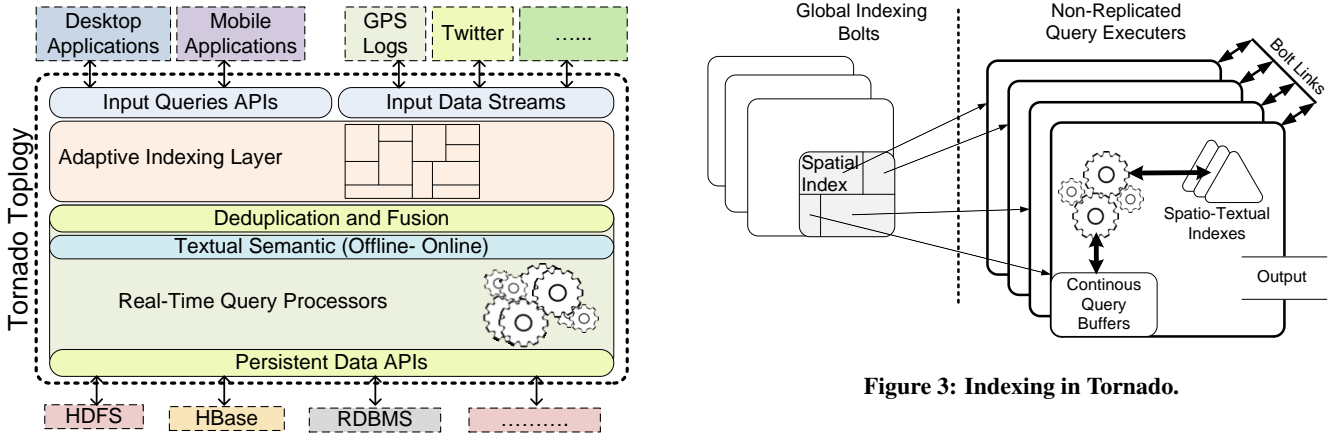 Desktop
Applications
Mobile
Applications
GPS
Logs
Twitter
…...
Input Queries APIs
Input Data Streams
Adaptive Indexing Layer
Deduplication and Fusion
Textual Semantic (Offline- Online)
Real-Time Query Processors
Persistent Data APIs
Tornado Toplogy
HDFS
HBase
RDBMS
..........
Global Indexing
Bolts
Non-Replicated
Query Executers
Bolt Links
Spatial
Index
Spatio-Textual
Indexes
Continous
Query
Buffers
Output
Figure 3: Indexing in Tornado.